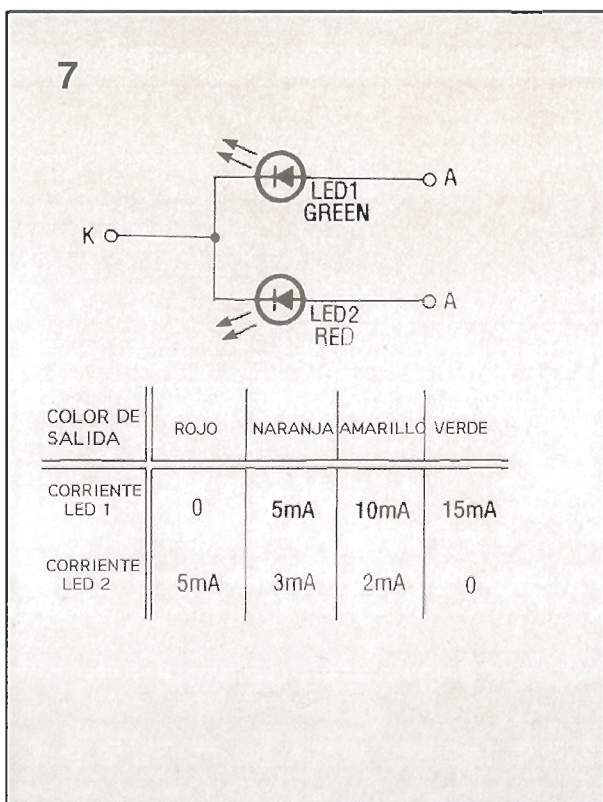 7
LED1
GREEN
A
K
LED2
RED
A
COLOR DE
SALIDA
ROJO
NARANJA
AMARILLO
VERDE
CORRIENTE
LED 1
0
5mA
10mA
15mA
CORRIENTE
LED 2
5mA
3mA
2mA
0